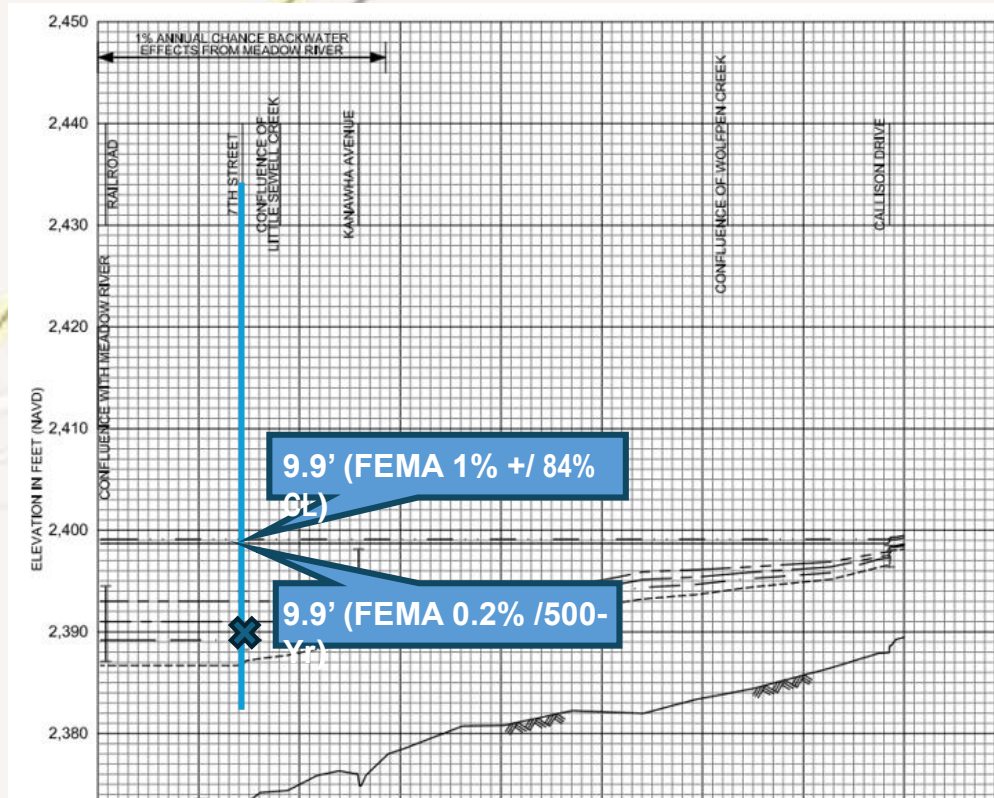 2,450
1% ANNUAL CHANCE BACKWATER
EFFECTS FROM MEADOW RIVER
2,440
RAILROAD
7TH STREET
CONFLUENCE OF
LITTLE SEWELL CREEK
KANAWHA AVENUE
CONFLUENCE OF WOLFPEN CREEK
CALLISON DRIVE
2,430
CONFLUENCE WITH MEADOW RIVER
2,420
ELEVATION IN FEET (NAVD)
2,410
9.9’ (FEMA 1% +/ 84%
CL)
2,400
9.9’ (FEMA 0.2% /500-
Yr)
2,390
2,380